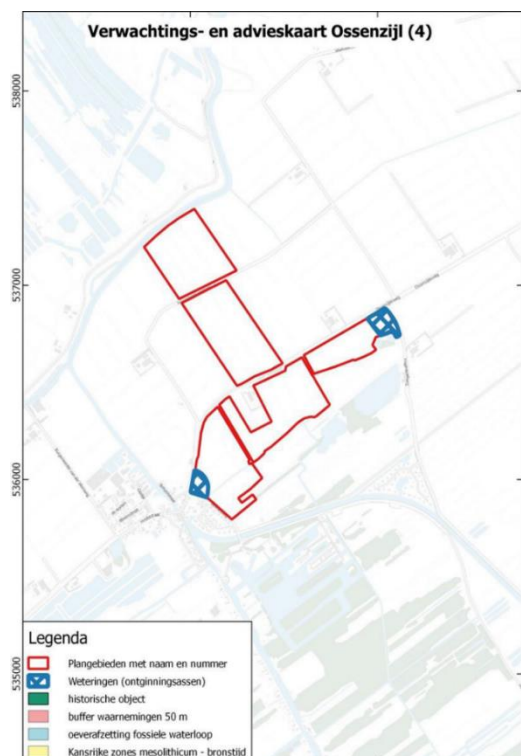 Verwachtings- en advieskaart Ossenzijl (4)
538000
537000
536000
535000
Legenda
Plangebieden met naam en nummer
Weteringen (ontginningsassen)
historische object
buffer waarnemingen 50 m
oeverafzetting fossiele waterloop
Kansrijke zones mesolithicum - bronstijd